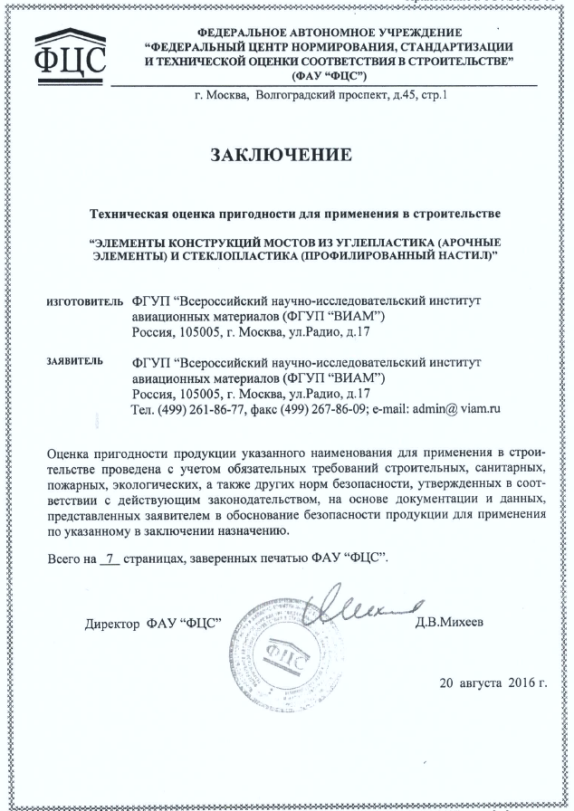 ФЦС
ФЕДЕРАЛЬНОЕ АВТОНОМНОЕ УЧРЕЖДЕНИЕ
“ФЕДЕРАЛЬНЫЙ ЦЕНТР НОРМИРОВАНИЯ, СТАНДАРТИЗАЦИИ
И ТЕХНИЧЕСКОЙ ОЦЕНКИ СООТВЕТСТВИЯ В СТРОИТЕЛЬСТВЕ”
(ФАУ “ФЦС”)
г. Москва, Волгоградский проспект, д.45, стр.1
ЗАКЛЮЧЕНИЕ
Техническая оценка пригодности для применения в строительстве
“ЭЛЕМЕНТЫ КОНСТРУКЦИЙ МОСТОВ ИЗ УГЛЕПЛАСТИКА (АРОЧНЫЕ
ЭЛЕМЕНТЫ) И СТЕКЛОПЛАСТИКА (ПРОФИЛИРОВАННЫЙ НАСТИЛ)”
ИЗГОТОВИТЕЛЬ ФГУП “Всероссийский научно-исследовательский институт
авиационных материалов (ФГУП “ВИАМ”)
Россия, 105005, г. Москва, ул.Радио, д.17
ЗАЯВИТЕЛЬ ФГУП “Всероссийский научно-исследовательский институт
авиационных материалов (ФГУП “ВИАМ”)
Россия, 105005, г. Москва, ул.Радио, д.17
Тел. (499) 261-86-77, факс (499) 267-86-09; e-mail: admin@ viam.ru
Оценка пригодности продукции указанного наименования для применения в строи-
тельстве проведена с учетом обязательных требований строительных, санитарных,
пожарных, экологических, а также других норм безопасности, утвержденных в соот-
ветствии с действующим законодательством, на основе документации и данных,
представленных заявителем в обоснование безопасности продукции для применения
по указанному в заключении назначению.
Всего на 7 страницах, заверенных печатью ФАУ “ФЦС”.
Директор ФАУ “ФЦС” Д.В.Михеев
ФЦС
20 августа 2016 г.